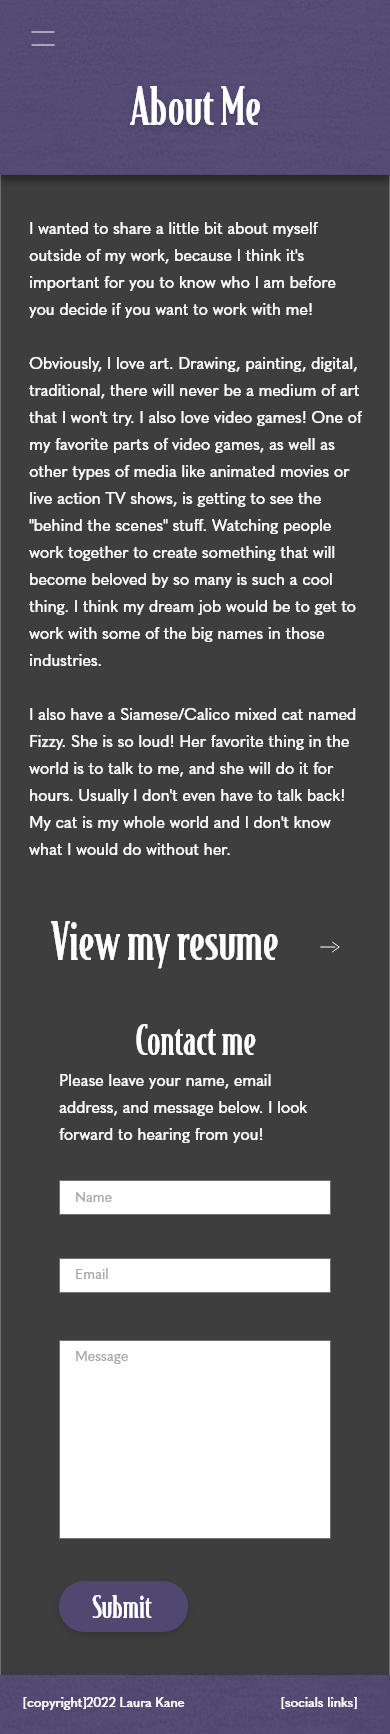 About Me
I wanted to share a little bit about myself
outside of my work, because I think it's
important for you to know who I am before
you decide if you want to work with me!
Obviously, I love art. Drawing, painting, digital,
traditional, there will never be a medium of art
that I won't try. I also love video games! One of
my favorite parts of video games, as well as
other types of media like animated movies or
live action TV shows, is getting to see the
"behind the scenes" stuff. Watching people
work together to create something that will
become beloved by so many is such a cool
thing. I think my dream job would be to get to
work with some of the big names in those
industries.
I also have a Siamese/Calico mixed cat named
Fizzy. She is so loud! Her favorite thing in the
world is to talk to me, and she will do it for
hours. Usually I don't even have to talk back!
My cat is my whole world and I don't know
what I would do without her.
View my resume
Contact me
Please leave your name, email
address, and message below. I look
forward to hearing from you!
Name
Email
Message
Submit
[copyright]2022 Laura Kane [socials links]